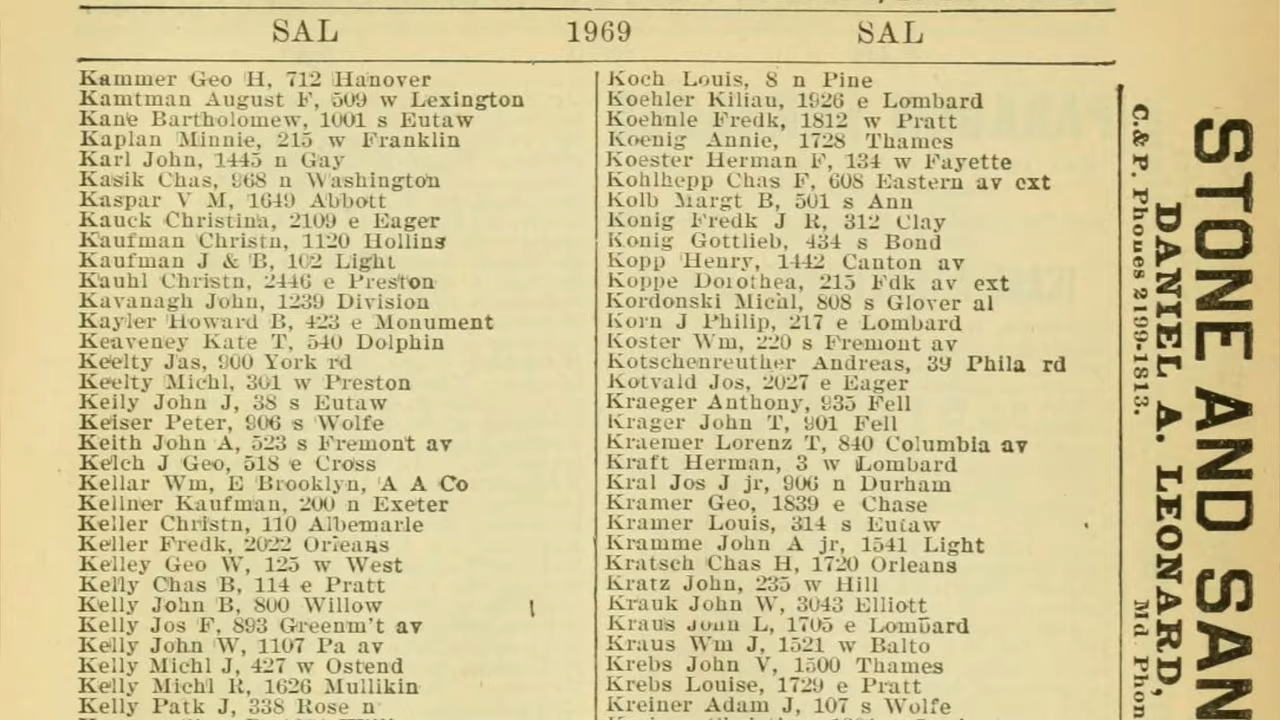 SAL 1969 SAL
Kammer Geo H, 712 Hanover
Kamtman August F, 509 w Lexington
Kane Bartholomew, 1001 s Eutaw
Kaplan Minnie, 215 w Franklin
Karl John, 1445 n Gay
Kasik Chas, 968 n Washington
Kaspar V M, 1649 Abbott
Kauck Christina, 2109 e Eager
Kaufman Christn, 1120 Hollins
Kaufman J & B, 102 Light
Kauhl Christn, 2446 e Preston
Kavanagh John, 1239 Division
Kayler Howard B, 423 e Monument
Keaveney Kate T, 540 Dolphin
Keelty Jas, 900 York rd
Keelty Michl, 301 w Preston
Keily John J, 38 s Eutaw
Keiser Peter, 906 s Wolfe
Keith John A, 523 s Fremont av
Kelch J Geo, 518 e Cross
Kellar Wm, E Brooklyn, A A Co
Kellner Kaufman, 200 n Exeter
Keller Christn, 110 Albemarle
Keller Fredk, 2022 Orleans
Kelley Geo W, 125 w West
Kelly Chas B, 114 e Pratt
Kelly John B, 800 Willow
Kelly Jos F, 893 Greenm't av
Kelly John W, 1107 Pa av
Kelly Michl J, 427 w Ostend
Kelly Michl R, 1626 Mullikin
Kelly Patk J, 338 Rose n
Koch Louis, 8 n Pine
Koehler Kilian, 1926 e Lombard
Koehnle Fredk, 1812 w Pratt
Koenig Annie, 1728 Thames
Koester Herman F, 134 w Fayette
Kohlhepp Chas F, 608 Eastern av ext
Kolb Margt B, 501 s Ann
Konig Fredk J R, 312 Clay
Konig Gottlieb, 434 s Bond
Kopp Henry, 1442 Canton av
Koppe Dorothea, 215 Fdk av ext
Kordonski Michl, 808 s Glover al
Korn J Philip, 217 e Lombard
Koster Wm, 220 s Fremont av
Kotschenreuther Andreas, 39 Phila rd
Kotvald Jos, 2027 e Eager
Kraeger Anthony, 935 Fell
Krager John T, 901 Fell
Kraemer Lorenz T, 840 Columbia av
Kraft Herman, 3 w Lombard
Kral Jos J jr, 906 n Durham
Kramer Geo, 1839 e Chase
Kramer Louis, 314 s Eutaw
Kramme John A jr, 1541 Light
Kratsch Chas H, 1720 Orleans
Kratz John, 235 w Hill
Krauk John W, 3043 Elliott
Kraus John L, 1705 e Lombard
Kraus Wm J, 1521 w Balto
Krebs John V, 1500 Thames
Krebs Louise, 1729 e Pratt
Kreiner Adam J, 107 s Wolfe
STONE AND SAN
DANIEL A. LEONARD,
C. & P. Phones 2199-1813. Md. Phon